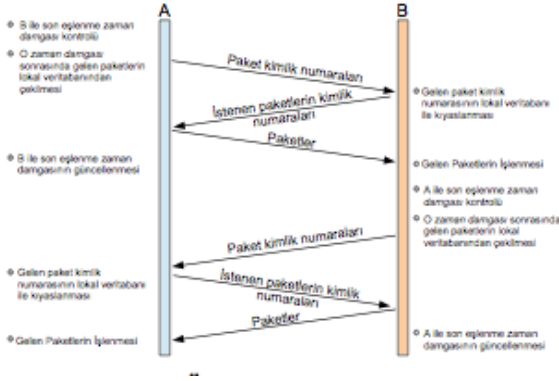 A
B
B ile son eşlenme zaman
damgası kontrolü
O zaman damgası
sonrasında gelen paketlerin
lokal veritabanından
çekilmesi
Paket kimlik numaraları
Gelen paket kimlik
numarasının lokal veritabanı
ile kıyaslanması
İstenen paketlerin kimlik
numaraları
Paketler
B ile son eşlenme zaman
damgasının güncellenmesi
Gelen Paketlerin İşlenmesi
A ile son eşlenme zaman
damgası kontrolü
O zaman damgası sonrasında
gelen paketlerin lokal
veritabanından çekilmesi
Paket kimlik numaraları
Gelen paket kimlik
numarasının lokal veritabanı
ile kıyaslanması
İstenen paketlerin kimlik
numaraları
Paketler
Gelen Paketlerin İşlenmesi
A ile son eşlenme zaman
damgasının güncellenmesi